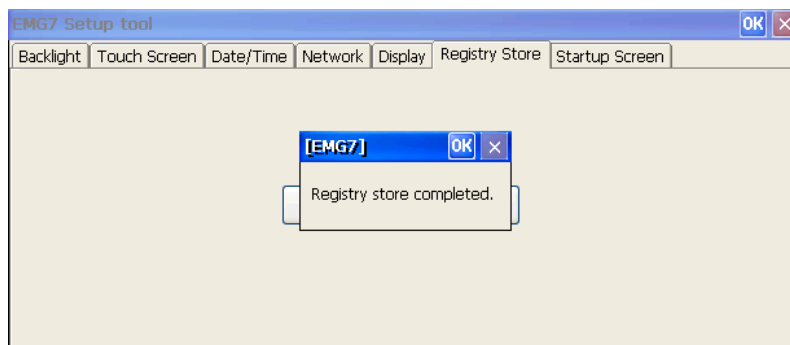 EMG7 Setup tool OK
Backlight Touch Screen Date/Time Network Display Registry Store Startup Screen
[EMG7] OK
Registry store completed.